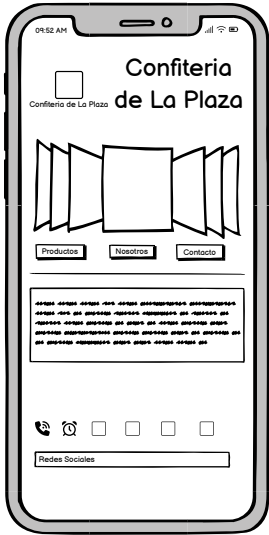 09:52 AM
Confiteria
de La Plaza
Confiteria de La Plaza
Productos
Nosotros
Contacto
Redes Sociales